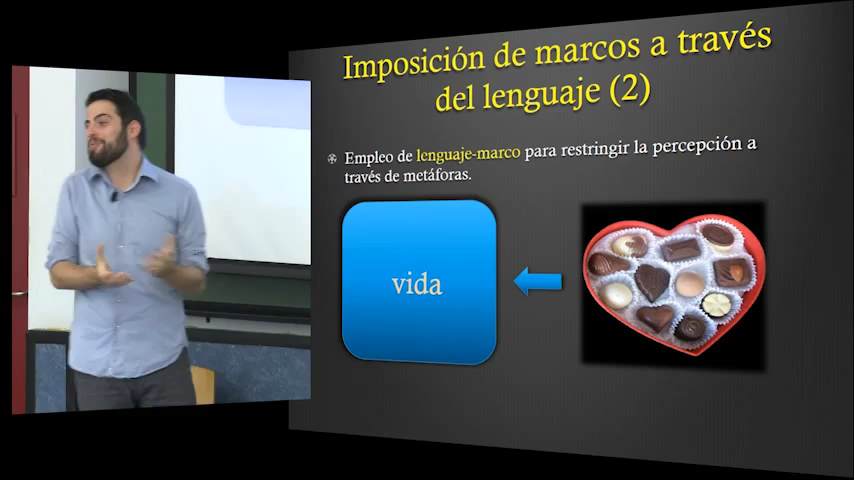 Imposición de marcos a través
del lenguaje (2)
Empleo de lenguaje-marco para restringir la percepción a
través de metáforas.
vida